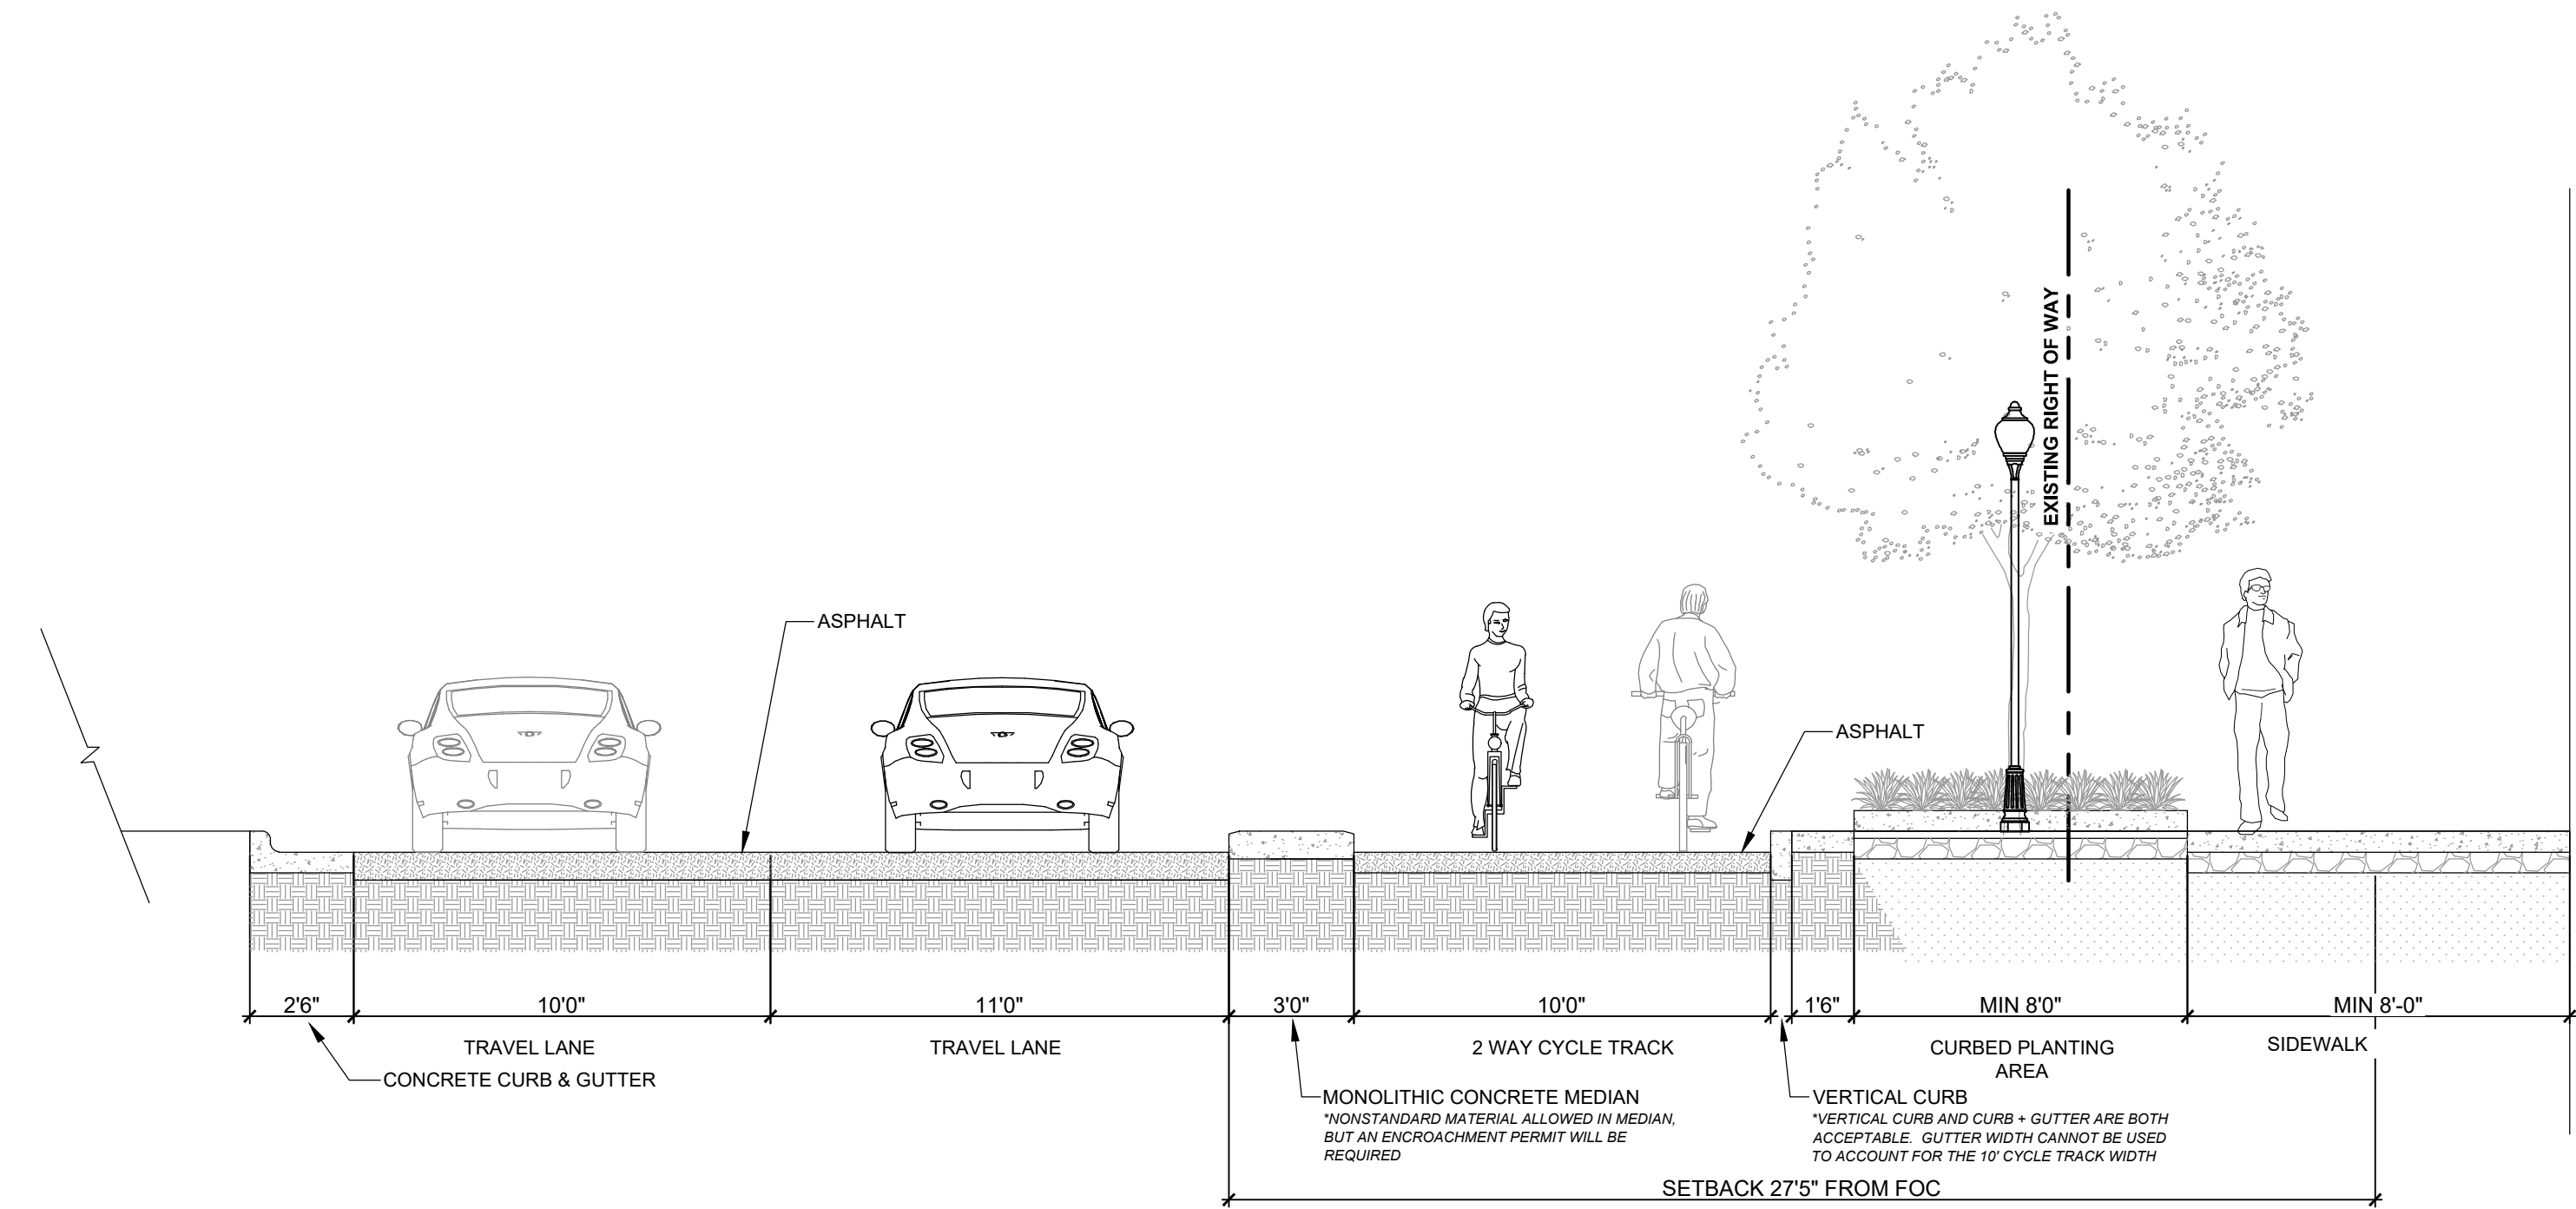 EXISTING RIGHT OF WAY
ASPHALT
ASPHALT
2'6"
10'0"
11'0"
3'0"
10'0"
1'6"
MIN 8'0"
MIN 8'-0"
TRAVEL LANE
TRAVEL LANE
2 WAY CYCLE TRACK
CURBED PLANTING
AREA
SIDEWALK
CONCRETE CURB & GUTTER
MONOLITHIC CONCRETE MEDIAN
*NONSTANDARD MATERIAL ALLOWED IN MEDIAN,
BUT AN ENCROACHMENT PERMIT WILL BE
REQUIRED
VERTICAL CURB
*VERTICAL CURB AND CURB + GUTTER ARE BOTH
ACCEPTABLE.  GUTTER WIDTH CANNOT BE USED
TO ACCOUNT FOR THE 10' CYCLE TRACK WIDTH
SETBACK 27'5" FROM FOC